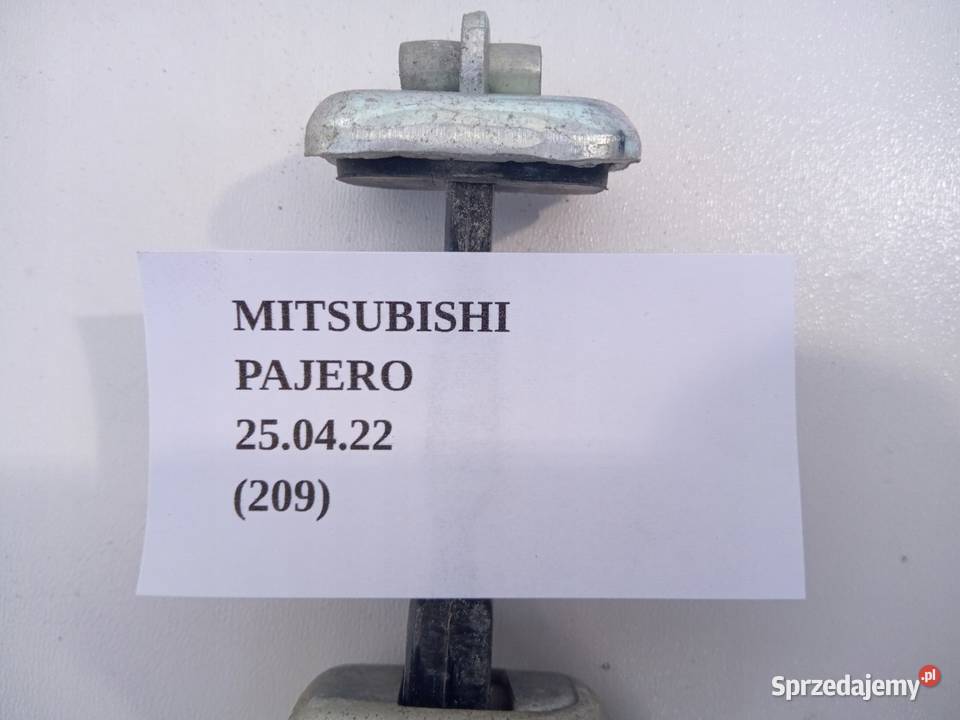 MITSUBISHI
PAJERO
25.04.22
(209)
Sprzedajemy.pl